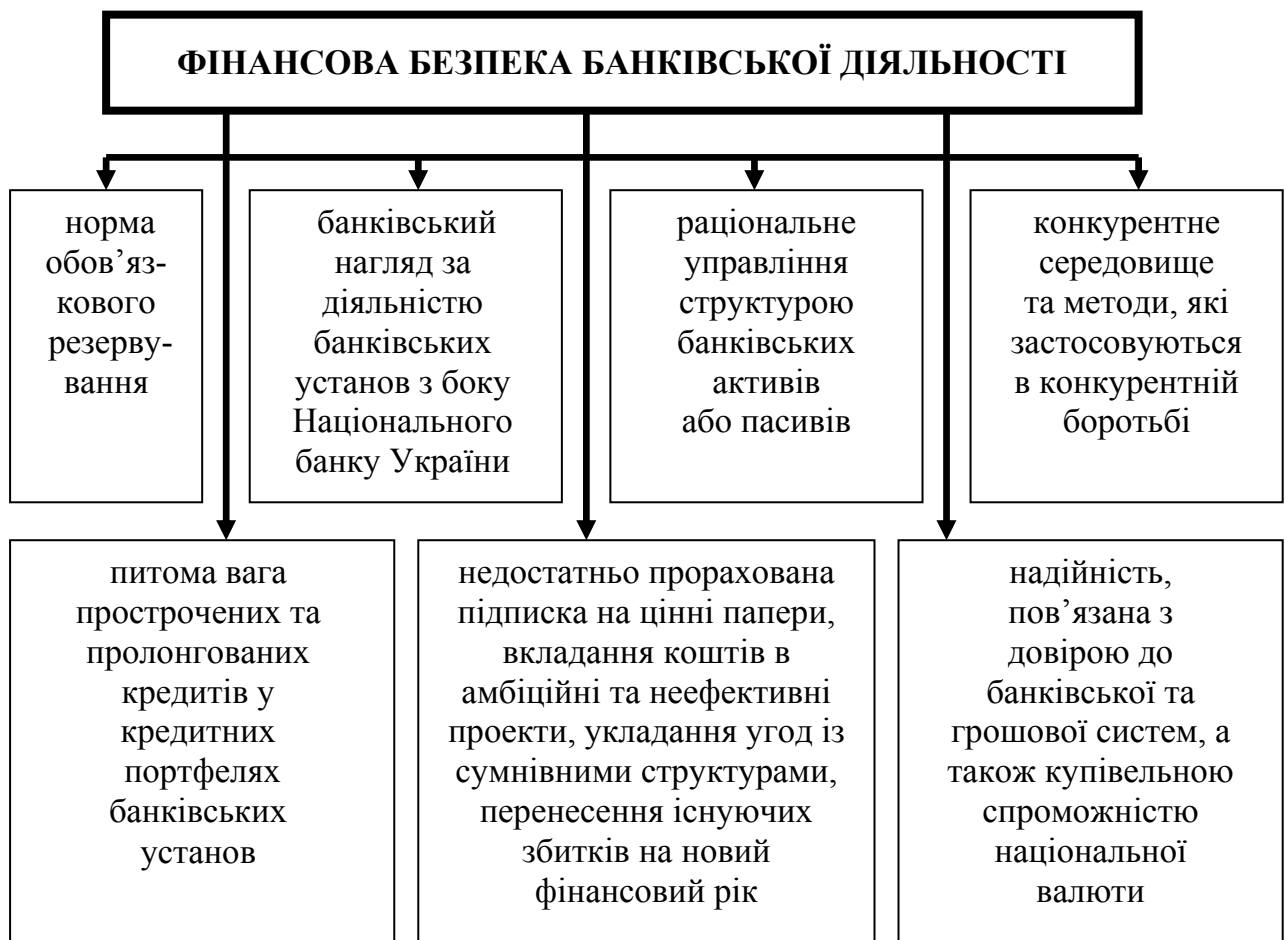 ФІНАНСОВА БЕЗПЕКА БАНКІВСЬКОЇ ДІЯЛЬНОСТІ
норма
обов’яз-
кового
резерву-
вання
банківський
нагляд за
діяльністю
банківських
установ з боку
Національного
банку України
раціональне
управління
структурою
банківських
активів
або пасивів
конкурентне
середовище
та методи, які
застосовуються
в конкурентній
боротьбі
питома вага
прострочених та
пролонгованих
кредитів у
кредитних
портфелях
банківських
установ
недостатньо прорахована
підписка на цінні папери,
вкладання коштів в
амбіційні та неефективні
проекти, укладання угод із
сумнівними структурами,
перенесення існуючих
збитків на новий
фінансовий рік
надійність,
пов’язана з
довірою до
банківської та
грошової систем, а
також купівельною
спроможністю
національної
валюти